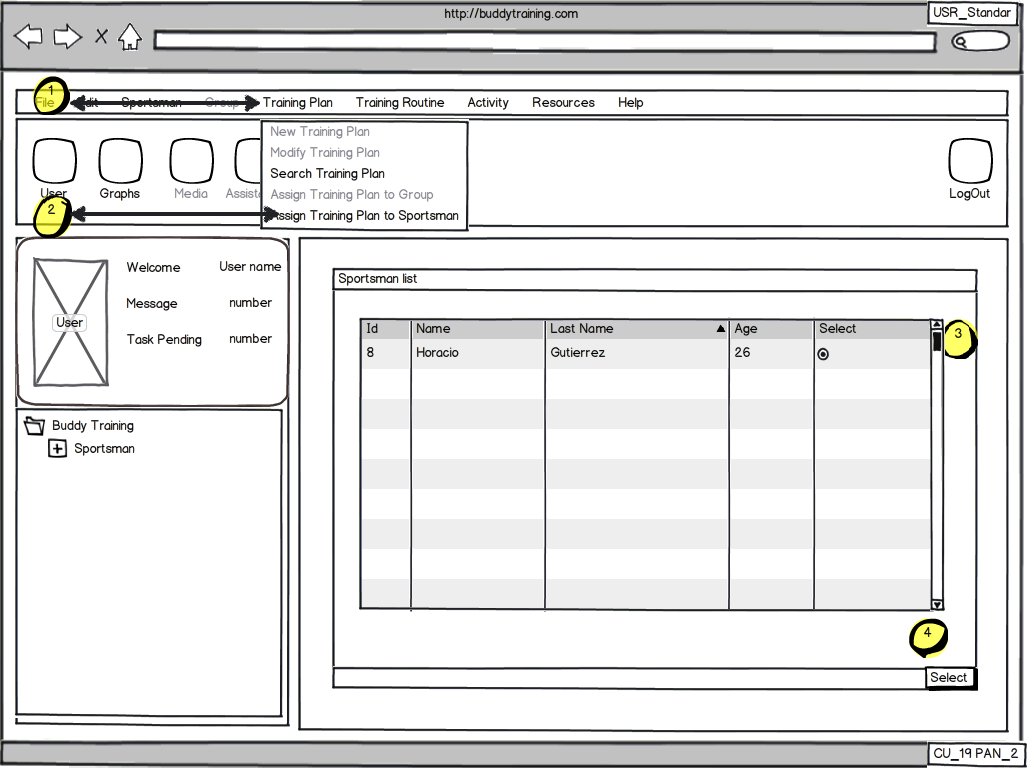 http://buddytraining.com
USR_Standar
1
File Edit Sportsman Group Training Plan Training Routine Activity Resources Help
New Training Plan
Modify Training Plan
Search Training Plan
Assign Training Plan to Group
Assign Training Plan to Sportsman
User Graphs Media LogOut
2
Welcome User name
Message number
Task Pending number
User
Buddy Training
Sportsman
Sportsman list
Id Name Last Name Age Select
8 Horacio Gutierrez 26
3
4
Select
CU_19 PAN_2